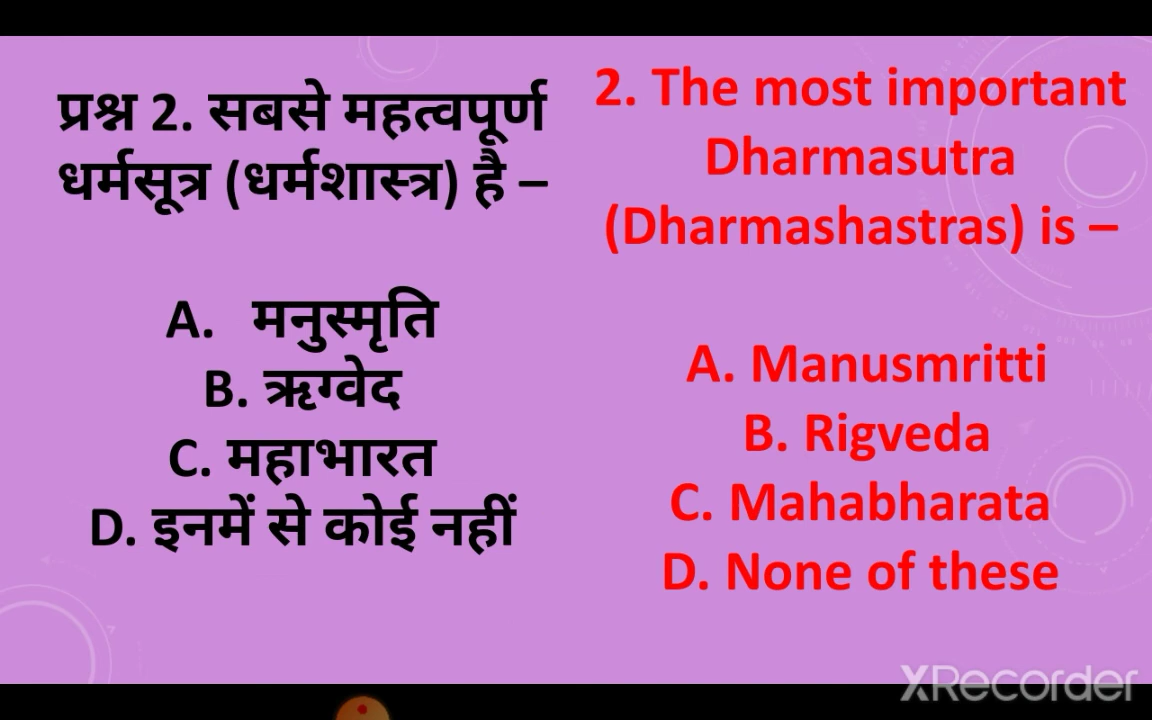 प्रश्न 2. सबसे महत्वपूर्ण
धर्मसूत्र (धर्मशास्त्र) है –
A. मनुस्मृति
B. ऋग्वेद
C. महाभारत
D. इनमें से कोई नहीं
2. The most important
Dharmasutra
(Dharmashastras) is –
A. Manusmritti
B. Rigveda
C. Mahabharata
D. None of these
XRecorder